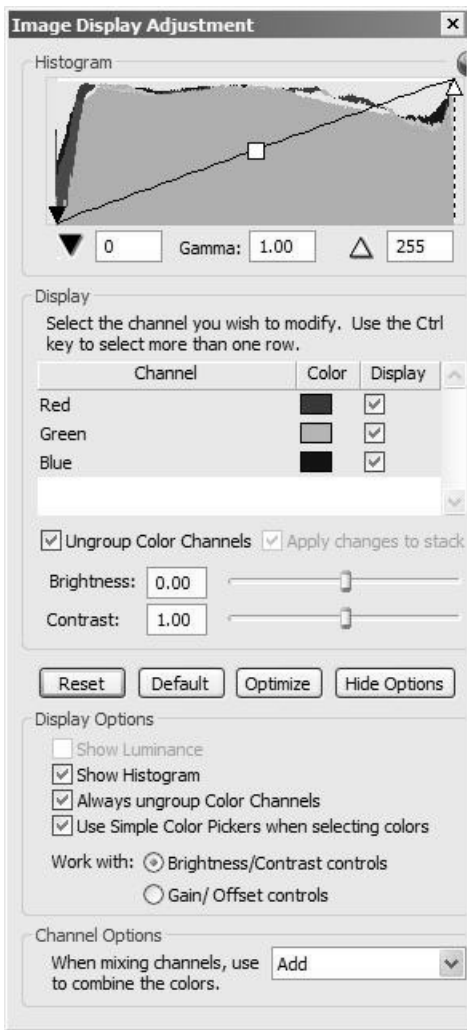 Image Display Adjustment
Histogram
0 Gamma: 1.00 255
Display
Select the channel you wish to modify. Use the Ctrl
key to select more than one row.
Channel Color Display
Red
Green
Blue
Ungroup Color Channels Apply changes to stack
Brightness: 0.00
Contrast: 1.00
Reset Default Optimize Hide Options
Display Options
Show Luminance
Show Histogram
Always ungroup Color Channels
Use Simple Color Pickers when selecting colors
Work with: Brightness/Contrast controls
Gain/ Offset controls
Channel Options
When mixing channels, use Add
to combine the colors.